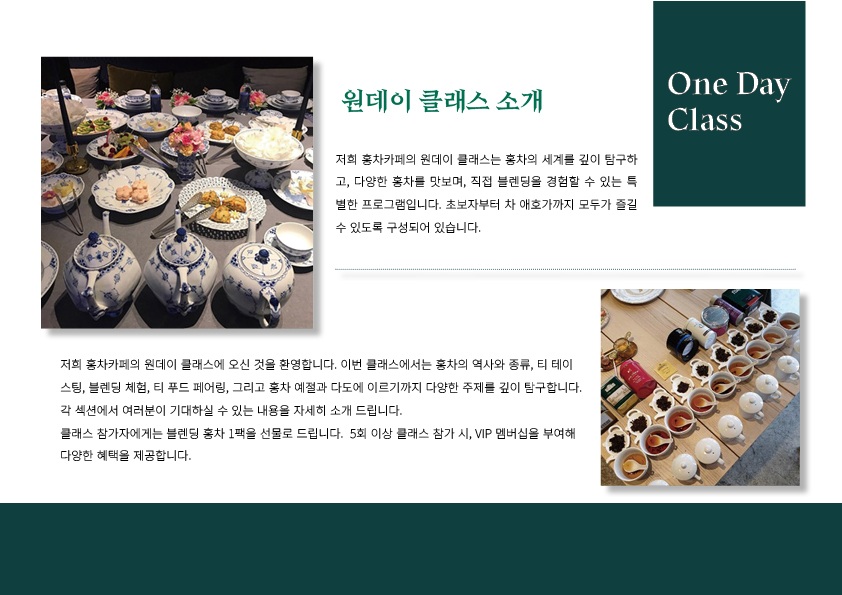 One Day
Class
원데이 클래스 소개
저희 홍차카페의 원데이 클래스는 홍차의 세계를 깊이 탐구하
고, 다양한 홍차를 맛보며, 직접 블렌딩을 경험할 수 있는 특
별한 프로그램입니다. 초보자부터 차 애호가까지 모두가 즐길
수 있도록 구성되어 있습니다.
저희 홍차카페의 원데이 클래스에 오신 것을 환영합니다. 이번 클래스에서는 홍차의 역사와 종류, 티 테이
스팅, 블렌딩 체험, 티 푸드 페어링, 그리고 홍차 예절과 다도에 이르기까지 다양한 주제를 깊이 탐구합니다.
각 섹션에서 여러분이 기대하실 수 있는 내용을 자세히 소개 드립니다.
클래스 참가자에게는 블렌딩 홍차 1팩을 선물로 드립니다. 5회 이상 클래스 참가 시, VIP 멤버십을 부여해
다양한 혜택을 제공합니다.